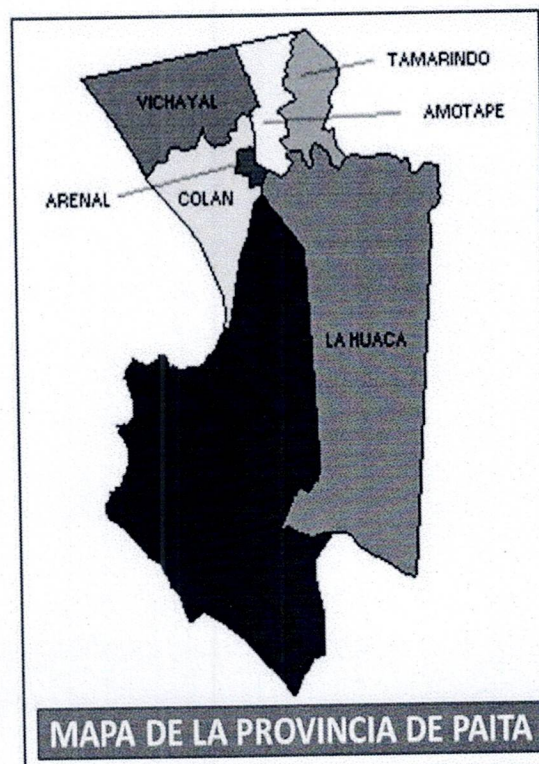 TAMARINDO
VICHAYAL
AMOTAPE
ARENAL
COLAN
LA HUACA
MAPA DE LA PROVINCIA DE PAITA